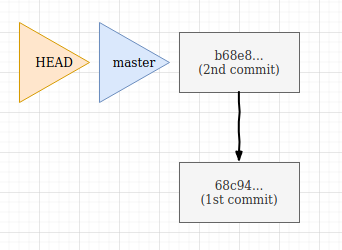 HEAD
master
b68e8...
(2nd commit)
68c94...
(1st commit)